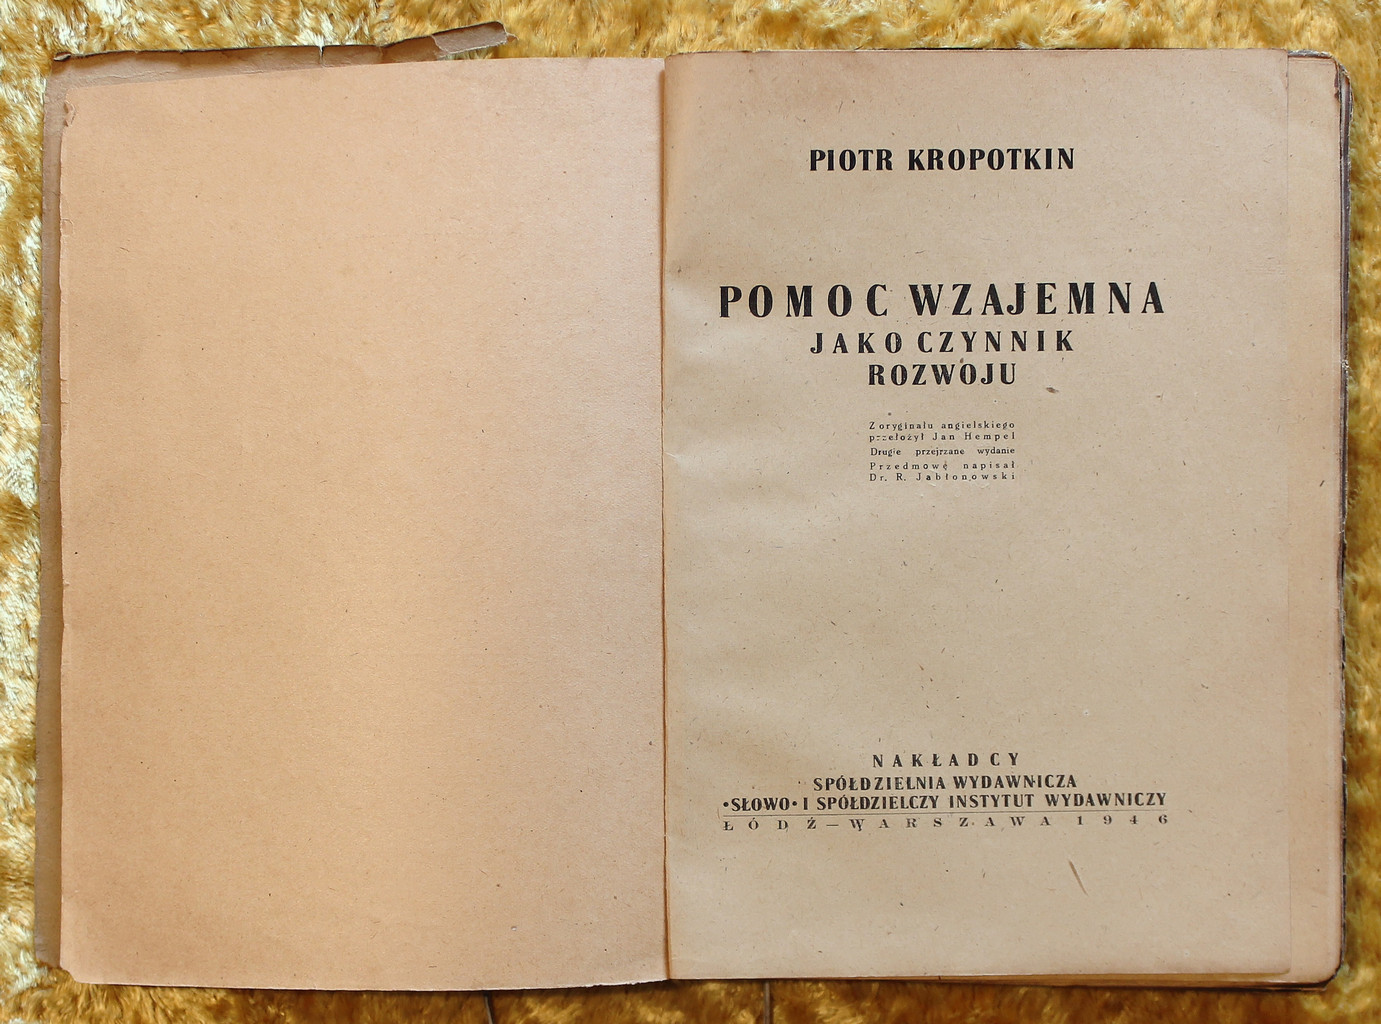 PIOTR KROPOTKIN
POMOC WZAJEMNA
JAKO CZYNNIK
ROZWOJU
Z oryginału angielskiego
przełożył Jan Hempel
Drugie przejrzane wydanie
Przedmowę napisał
Dr. R. Jabłonowski
NAKŁADCY
SPÓŁDZIELNIA WYDAWNICZA
•SŁOWO• I SPÓŁDZIELCZY INSTYTUT WYDAWNICZY
ŁÓDŹ — WARSZAWA 1946